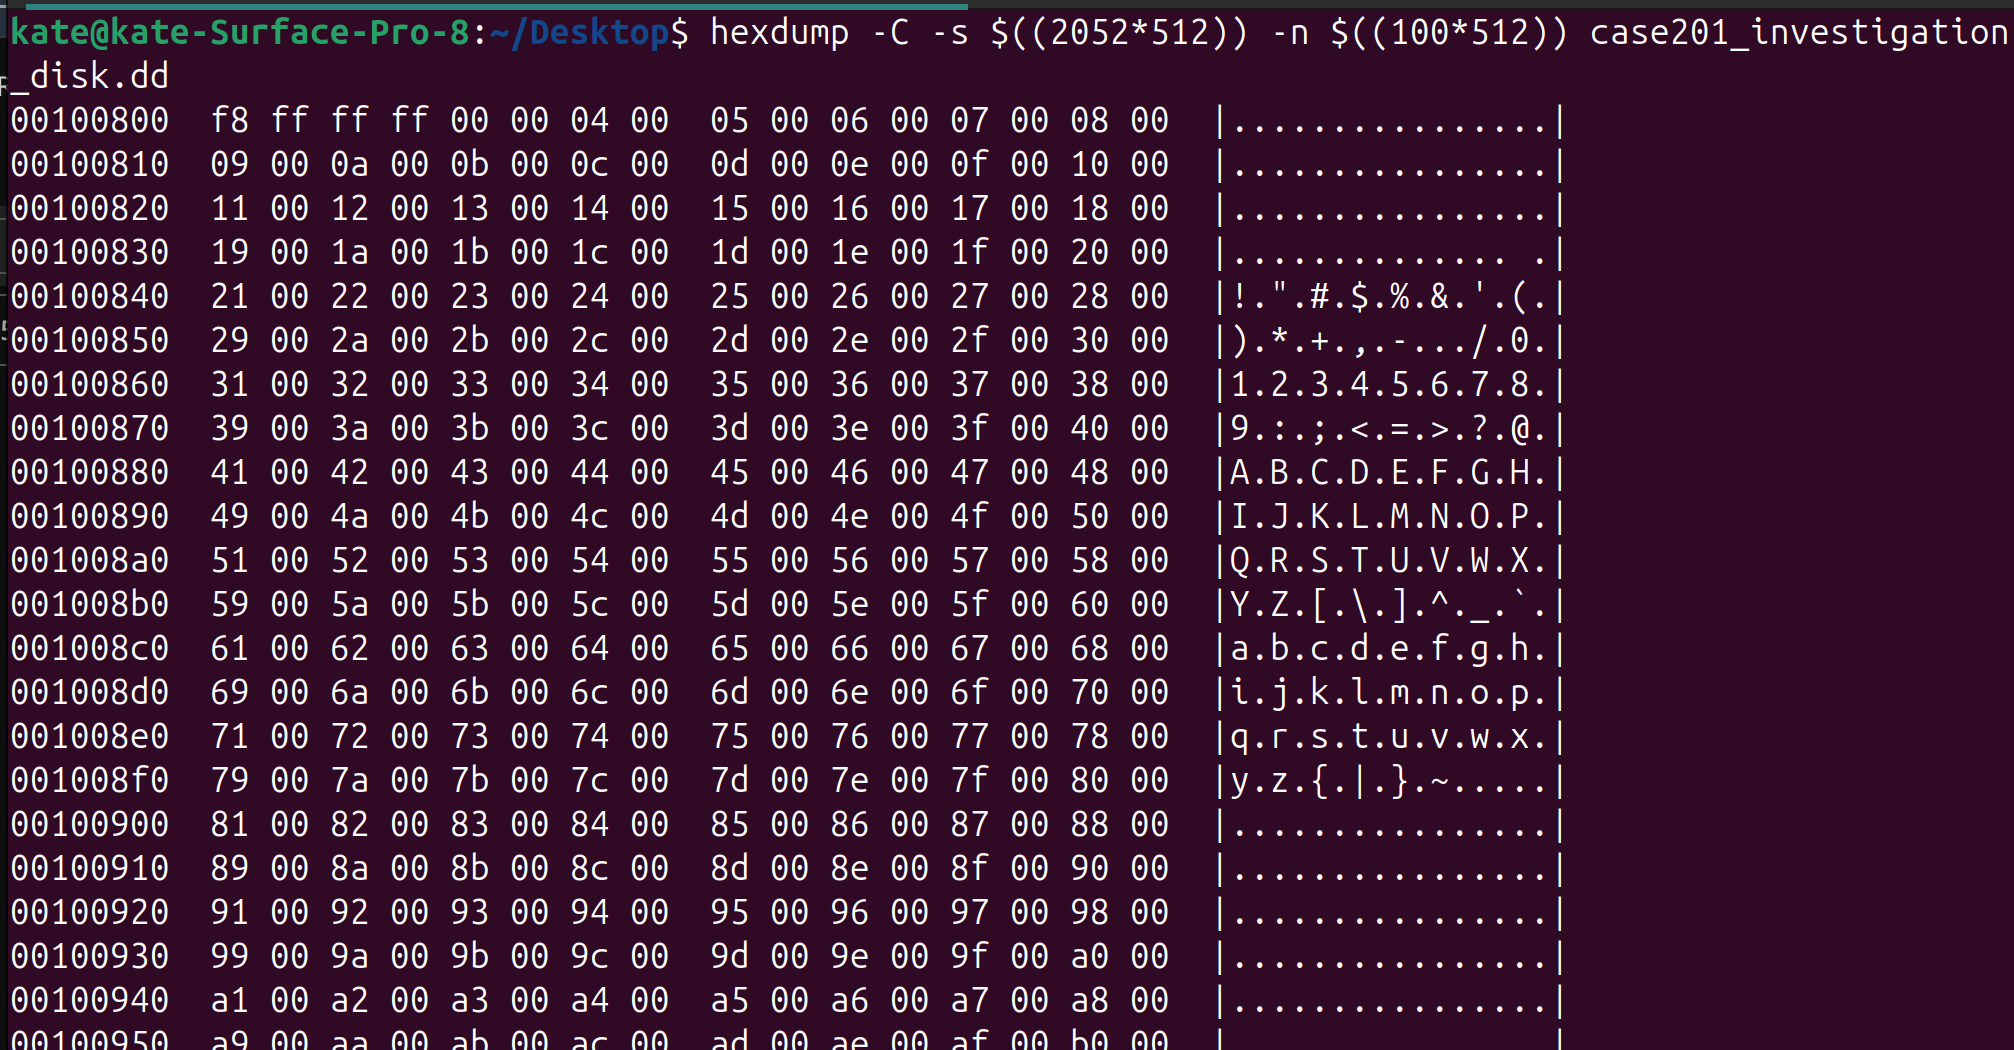 kate@kate-Surface-Pro-8:~/Desktop$ hexdump -C -s $((2052*512)) -n $((100*512)) case201_investigation
_disk.dd
00100800  f8 ff ff ff 00 00 04 00  05 00 06 00 07 00 08 00  |................|
00100810  09 00 0a 00 0b 00 0c 00  0d 00 0e 00 0f 00 10 00  |................|
00100820  11 00 12 00 13 00 14 00  15 00 16 00 17 00 18 00  |................|
00100830  19 00 1a 00 1b 00 1c 00  1d 00 1e 00 1f 00 20 00  |.............. .|
00100840  21 00 22 00 23 00 24 00  25 00 26 00 27 00 28 00  |!.".#.$.%.&.'.(.|
00100850  29 00 2a 00 2b 00 2c 00  2d 00 2e 00 2f 00 30 00  |).*.+.,.-.../.0.|
00100860  31 00 32 00 33 00 34 00  35 00 36 00 37 00 38 00  |1.2.3.4.5.6.7.8.|
00100870  39 00 3a 00 3b 00 3c 00  3d 00 3e 00 3f 00 40 00  |9.:.;.<.=.>.?.@.|
00100880  41 00 42 00 43 00 44 00  45 00 46 00 47 00 48 00  |A.B.C.D.E.F.G.H.|
00100890  49 00 4a 00 4b 00 4c 00  4d 00 4e 00 4f 00 50 00  |I.J.K.L.M.N.O.P.|
001008a0  51 00 52 00 53 00 54 00  55 00 56 00 57 00 58 00  |Q.R.S.T.U.V.W.X.|
001008b0  59 00 5a 00 5b 00 5c 00  5d 00 5e 00 5f 00 60 00  |Y.Z.[.\.].^._.`.|
001008c0  61 00 62 00 63 00 64 00  65 00 66 00 67 00 68 00  |a.b.c.d.e.f.g.h.|
001008d0  69 00 6a 00 6b 00 6c 00  6d 00 6e 00 6f 00 70 00  |i.j.k.l.m.n.o.p.|
001008e0  71 00 72 00 73 00 74 00  75 00 76 00 77 00 78 00  |q.r.s.t.u.v.w.x.|
001008f0  79 00 7a 00 7b 00 7c 00  7d 00 7e 00 7f 00 80 00  |y.z.{.|.}.~.....|
00100900  81 00 82 00 83 00 84 00  85 00 86 00 87 00 88 00  |................|
00100910  89 00 8a 00 8b 00 8c 00  8d 00 8e 00 8f 00 90 00  |................|
00100920  91 00 92 00 93 00 94 00  95 00 96 00 97 00 98 00  |................|
00100930  99 00 9a 00 9b 00 9c 00  9d 00 9e 00 9f 00 a0 00  |................|
00100940  a1 00 a2 00 a3 00 a4 00  a5 00 a6 00 a7 00 a8 00  |................|
00100950  a9 00 aa 00 ab 00 ac 00  ad 00 ae 00 af 00 b0 00  |                |